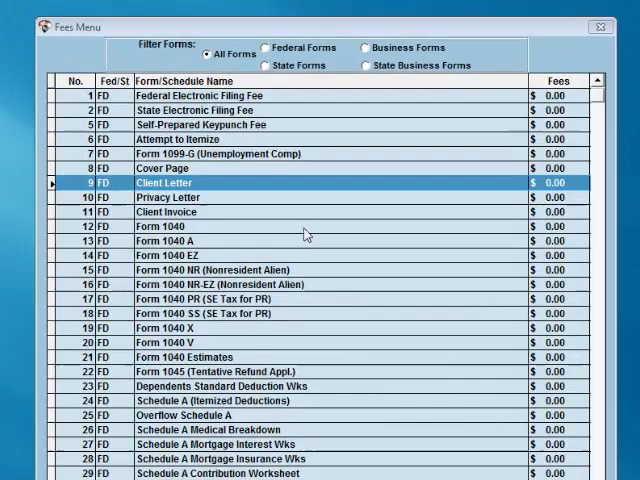 Fees Menu
Filter Forms:
All Forms
Federal Forms
Business Forms
State Forms
State Business Forms
No. Fed/St Form/Schedule Name Fees
1 FD Federal Electronic Filing Fee $ 0.00
2 FD State Electronic Filing Fee $ 0.00
5 FD Self-Prepared Keypunch Fee $ 0.00
6 FD Attempt to Itemize $ 0.00
7 FD Form 1099-G (Unemployment Comp) $ 0.00
8 FD Cover Page $ 0.00
9 FD Client Letter $ 0.00
10 FD Privacy Letter $ 0.00
11 FD Client Invoice $ 0.00
12 FD Form 1040 $ 0.00
13 FD Form 1040 A $ 0.00
14 FD Form 1040 EZ $ 0.00
15 FD Form 1040 NR (Nonresident Alien) $ 0.00
16 FD Form 1040 NR-EZ (Nonresident Alien) $ 0.00
17 FD Form 1040 PR (SE Tax for PR) $ 0.00
18 FD Form 1040 SS (SE Tax for PR) $ 0.00
19 FD Form 1040 X $ 0.00
20 FD Form 1040 V $ 0.00
21 FD Form 1040 Estimates $ 0.00
22 FD Form 1045 (Tentative Refund Appl.) $ 0.00
23 FD Dependents Standard Deduction Wks $ 0.00
24 FD Schedule A (Itemized Deductions) $ 0.00
25 FD Overflow Schedule A $ 0.00
26 FD Schedule A Medical Breakdown $ 0.00
27 FD Schedule A Mortgage Interest Wks $ 0.00
28 FD Schedule A Mortgage Insurance Wks $ 0.00
29 FD Schedule A Contribution Worksheet $ 0.00